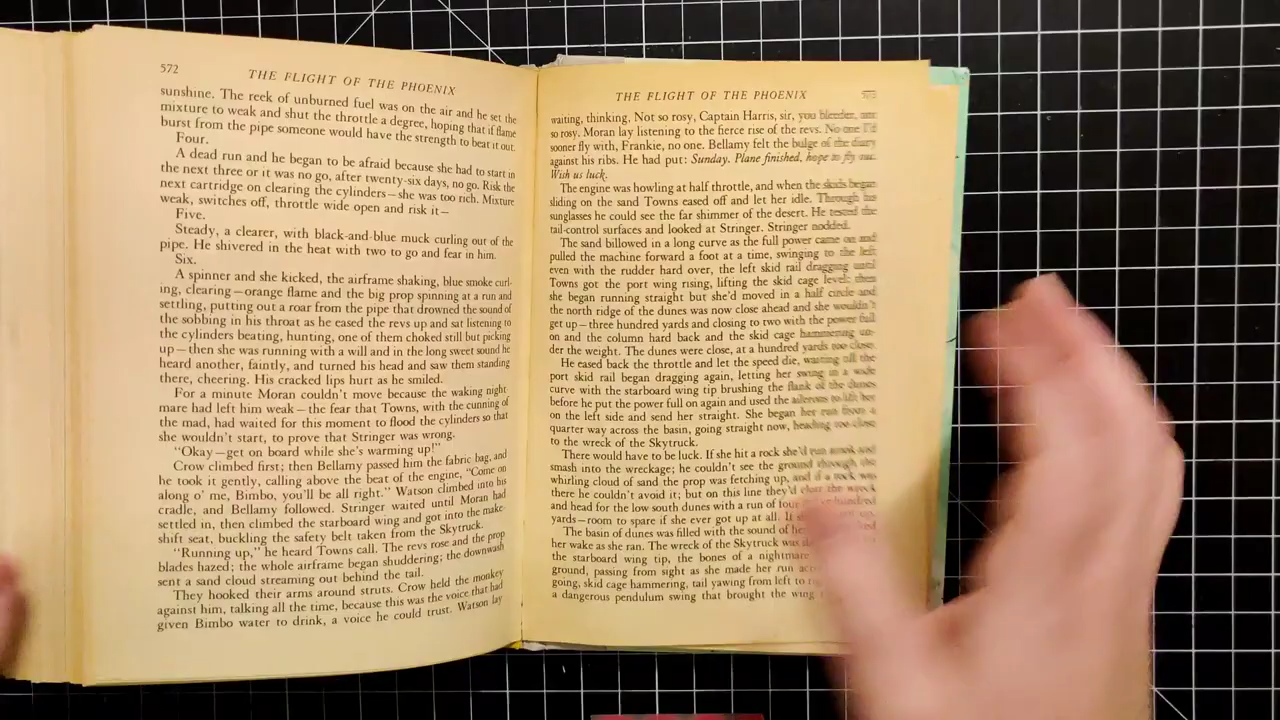 572
THE FLIGHT OF THE PHOENIX
sunshine. The reek of unburned fuel was on the air and he set the
mixture to weak and shut the throttle a degree, hoping that if flame
burst from the pipe someone would have the strength to beat it out.
Four.
A dead run and he began to be afraid because she had to start in
the next three or it was no go, after twenty-six days, no go. Risk the
next cartridge on clearing the cylinders—she was too rich. Mixture
weak, switches off, throttle wide open and risk it—
Five.
Steady, a clearer, with black-and-blue muck curling out of the
pipe. He shivered in the heat with two to go and fear in him.
Six.
A spinner and she kicked, the airframe shaking, blue smoke curl-
ing, clearing—orange flame and the big prop spinning at a run and
settling, putting out a roar from the pipe that drowned the sound of
the sobbing in his throat as he eased the revs up and sat listening to
the cylinders beating, hunting, one of them choked still but picking
up—then she was running with a will and in the long sweet sound he
heard another, faintly, and turned his head and saw them standing
there, cheering. His cracked lips hurt as he smiled.
For a minute Moran couldn't move because the waking night
mare had left him weak—the fear that Towns, with the cunning of
the mad, had waited for this moment to flood the cylinders so that
she wouldn't start, to prove that Stringer was wrong.
"Okay—get on board while she's warming up!"
Crow climbed first; then Bellamy passed him the fabric bag, and
he took it gently, calling above the beat of the engine, "Come on
along o' me, Bimbo, you'll be all right." Watson climbed into his
cradle, and Bellamy followed. Stringer waited until Moran had
settled in, then climbed the starboard wing and got into the make-
shift seat, buckling the safety belt taken from the Skytruck.
"Running up," he heard Towns call. The revs rose and the prop
blades hazed; the whole airframe began shuddering; the downwash
sent a sand cloud streaming out behind the tail.
They hooked their arms around struts. Crow held the monkey
against him, talking all the time, because this was the voice that had
given Bimbo water to drink, a voice he could trust. Watson lay
THE FLIGHT OF THE PHOENIX
573
waiting, thinking. Not so rosy, Captain Harris, sir, you bleeder, not
so rosy. Moran lay listening to the fierce rise of the revs. No one I'd
sooner fly with, Frankie, no one. Bellamy felt the bulge of the diary
against his ribs. He had put: Sunday. Plane finished, hope to fly out.
Wish us luck.
The engine was howling at half throttle, and when the skids began
sliding on the sand Towns eased off and let her idle. Through his
sunglasses he could see the far shimmer of the desert. He tested the
tail-control surfaces and looked at Stringer. Stringer nodded.
The sand billowed in a long curve as the full power came on and
pulled the machine forward a foot at a time, swinging to the left
even with the rudder hard over, the left skid rail dragging until
Towns got the port wing rising, lifting the skid cage level; then
she began running straight but she'd moved in a half circle and
the north ridge of the dunes was now close ahead and she wouldn't
get up—three hundred yards and closing to two with the power full
on and the column hard back and the skid cage hammering un-
der the weight. The dunes were close, at a hundred yards too close.
He eased back the throttle and let the speed die, waiting till the
port skid rail began dragging again, letting her swing in a wide
curve with the starboard wing tip brushing the flank of the dunes
before he put the power full on again and used the ailerons to lift her
on the left side and send her straight. She began her run from a
quarter way across the basin, going straight now, heading too close
to the wreck of the Skytruck.
There would have to be luck. If she hit a rock she'd run amok and
smash into the wreckage; he couldn't see the ground through the
whirling cloud of sand the prop was fetching up, and if a rock was
there he couldn't avoid it; but on this line they'd clear the wreck
and head for the low south dunes with a run of four
yards—room to spare if she ever got up at all. If
The basin of dunes was filled with the sound of
her wake as she ran. The wreck of the Skytruck was
the starboard wing tip, the bones of a nightmare
ground, passing from sight as she made her run
going, skid cage hammering, tail yawing from left to
a dangerous pendulum swing that brought the wing